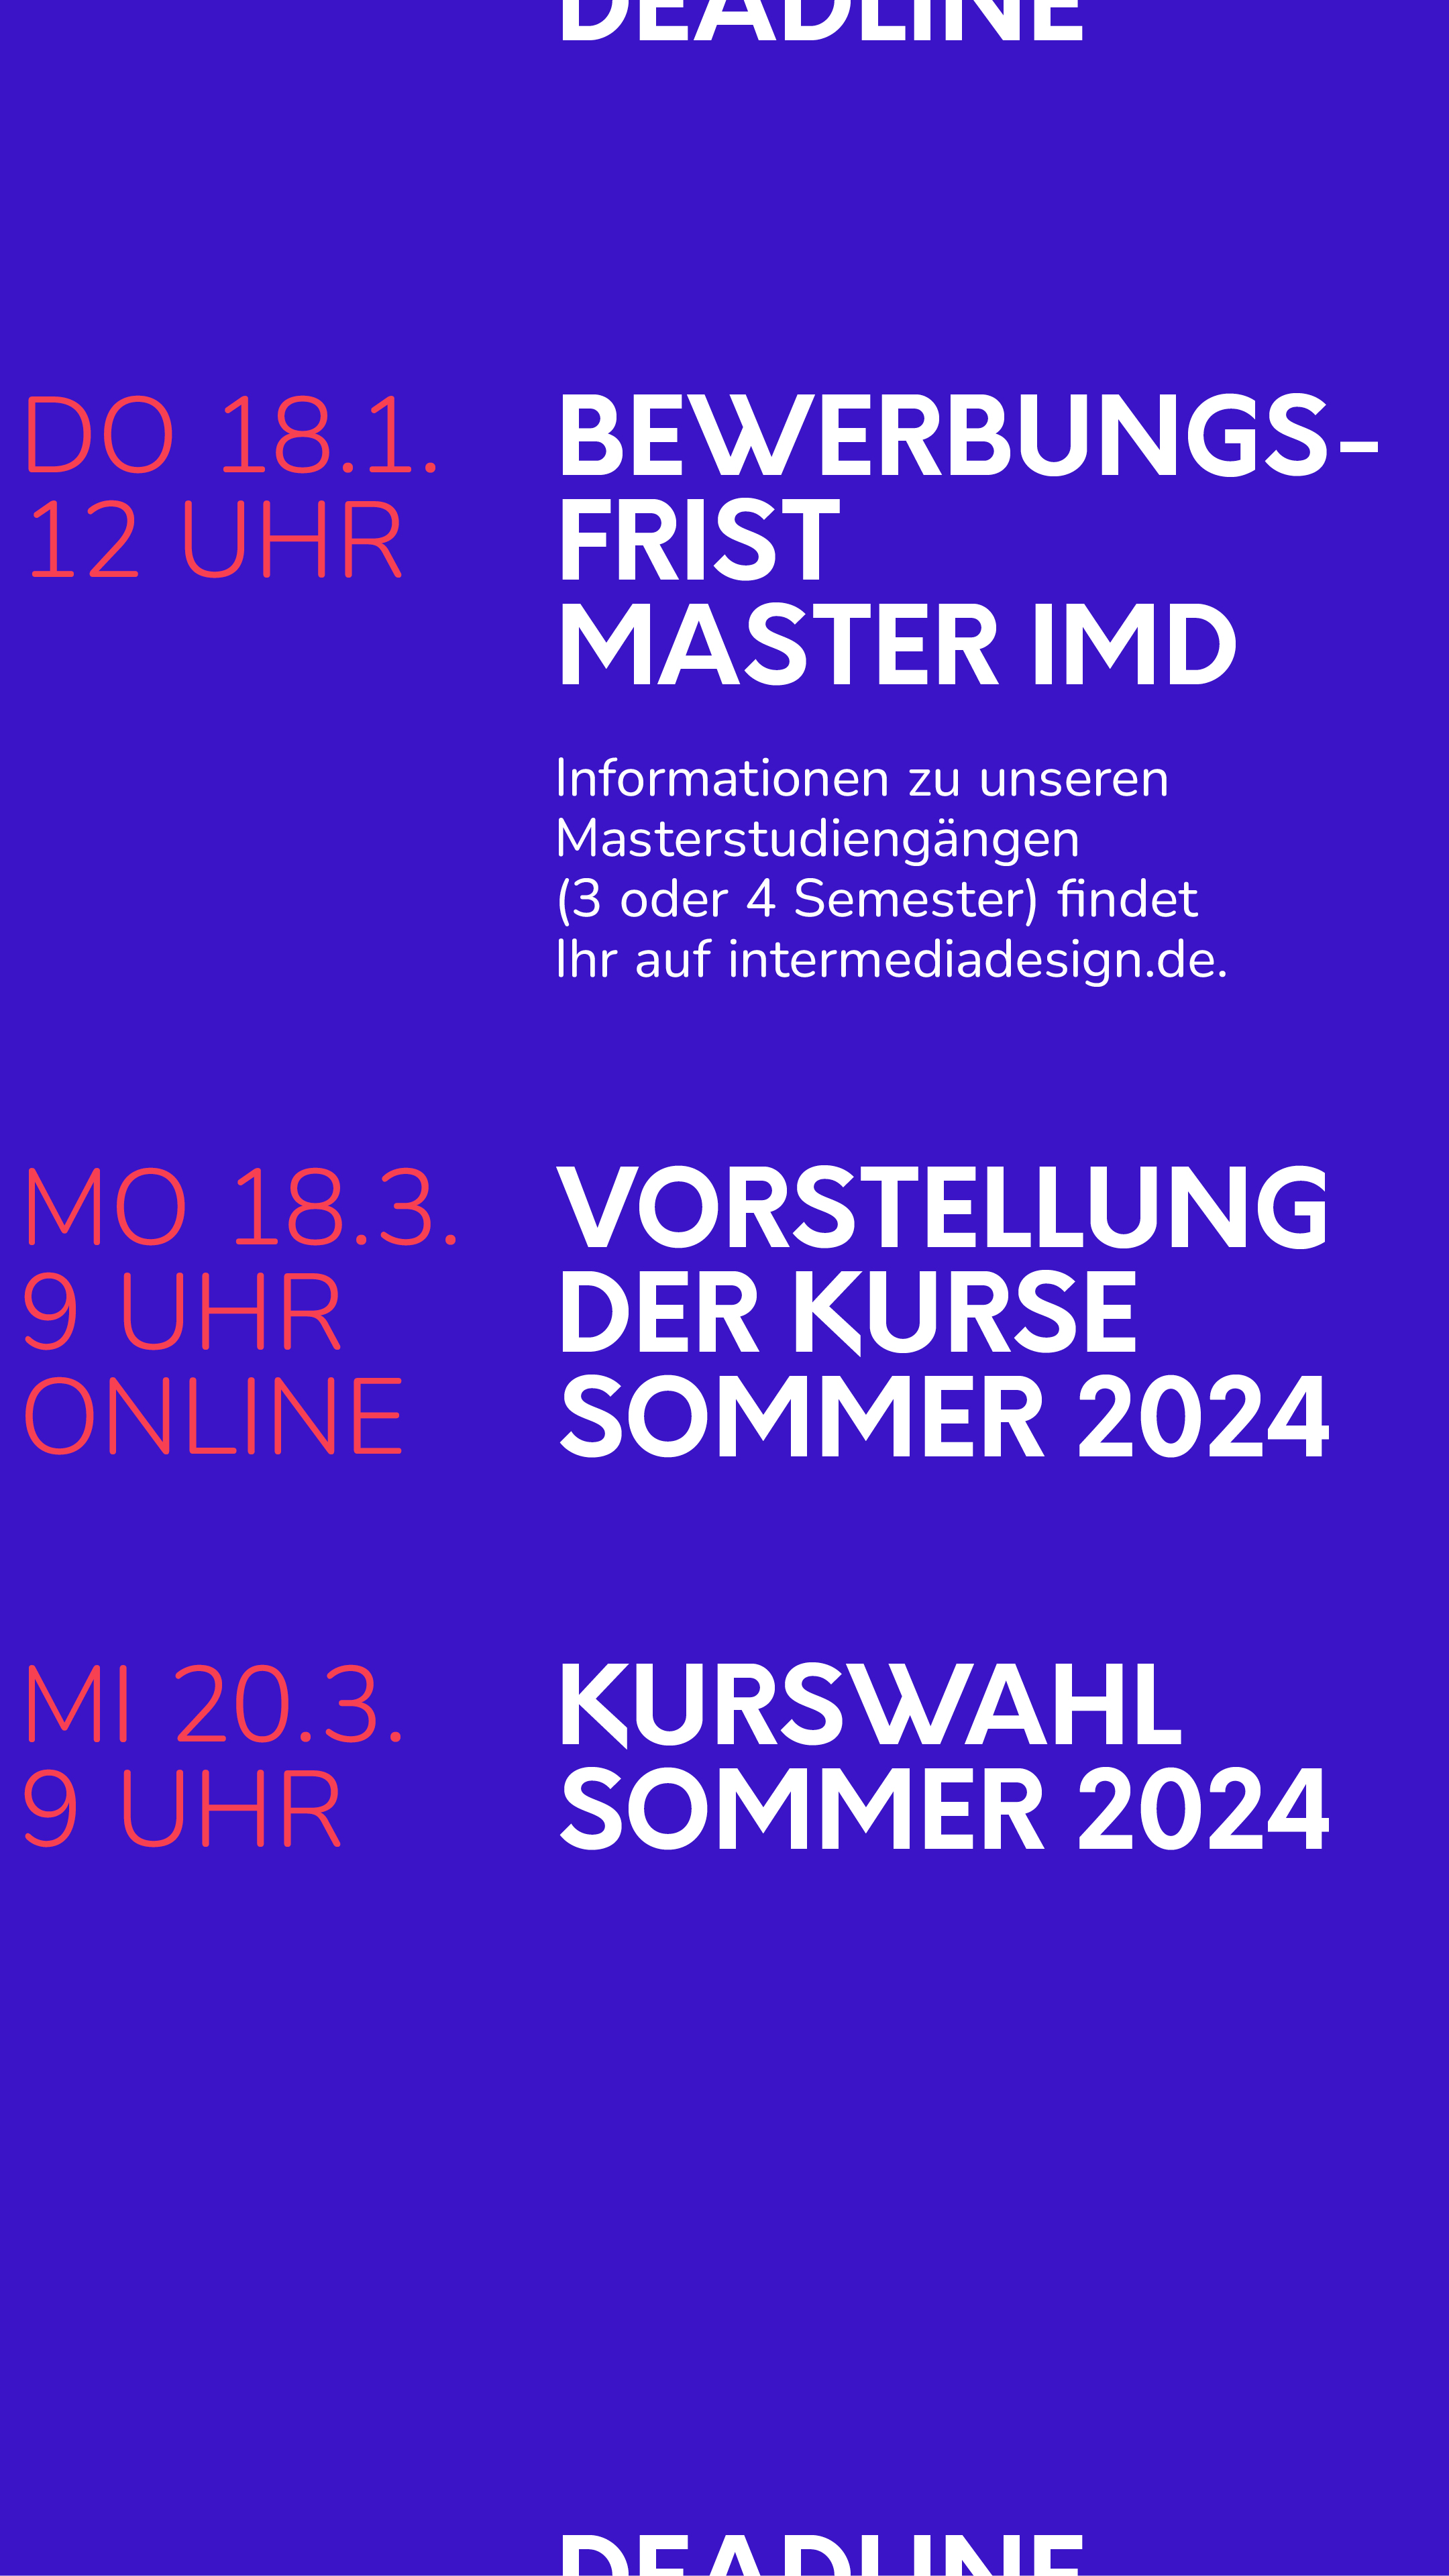 DEADLINE
DO 18.1.
12 UHR
BEWERBUNGS-
FRIST
MASTER IMD
Informationen zu unseren
Masterstudiengängen
(3 oder 4 Semester) findet
Ihr auf intermediadesign.de.
MO 18.3.
9 UHR
ONLINE
VORSTELLUNG
DER KURSE
SOMMER 2024
MI 20.3.
9 UHR
KURSWAHL
SOMMER 2024
DEADLINE